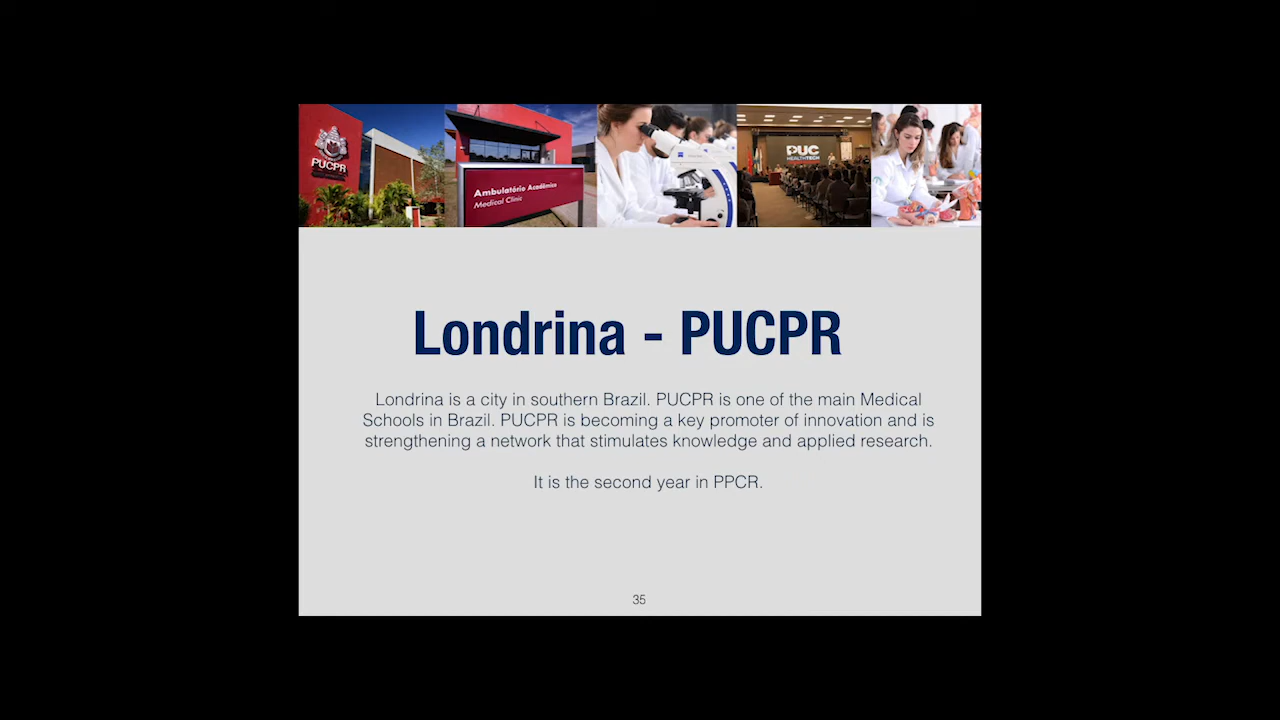 PUCPR
Ambulatório Acadêmico
Medical Clinic
PUC
HEALTHTECH
Londrina - PUCPR
Londrina is a city in southern Brazil. PUCPR is one of the main Medical
Schools in Brazil. PUCPR is becoming a key promoter of innovation and is
strengthening a network that stimulates knowledge and applied research.
It is the second year in PPCR.
35